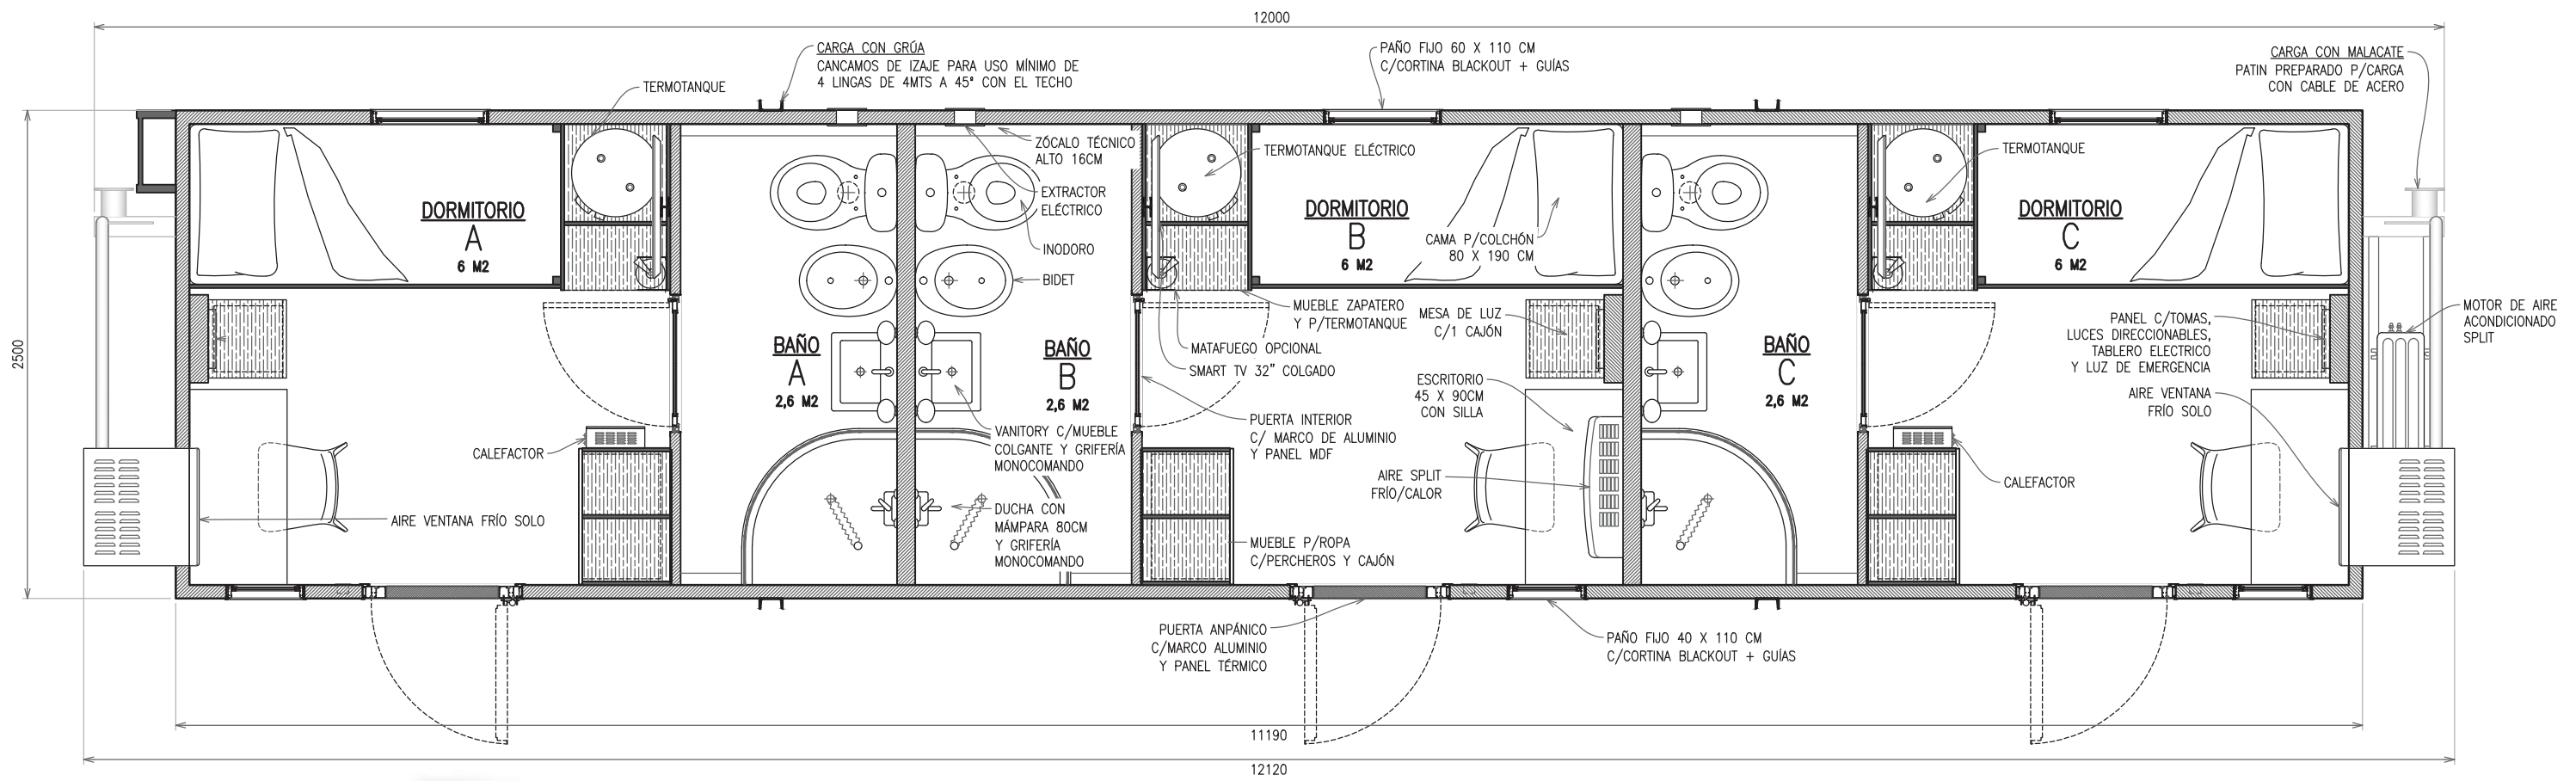 12000
CARGA CON GRÚA
CANCAMOS DE IZAJE PARA USO MÍNIMO DE
4 LINGAS DE 4MTS A 45° CON EL TECHO
PAÑO FIJO 60 X 110 CM
C/CORTINA BLACKOUT + GUÍAS
CARGA CON MALACATE
PATIN PREPARADO P/CARGA
CON CABLE DE ACERO
TERMOTANQUE
ZÓCALO TÉCNICO
ALTO 16CM
TERMOTANQUE ELÉCTRICO
TERMOTANQUE
EXTRACTOR
ELÉCTRICO
DORMITORIO
A
6 M2
DORMITORIO
B
6 M2
DORMITORIO
C
6 M2
CAMA P/COLCHÓN
80 X 190 CM
INODORO
BIDET
2500
MUEBLE ZAPATERO
Y P/TERMOTANQUE
MESA DE LUZ
C/1 CAJÓN
PANEL C/TOMAS,
LUCES DIRECCIONABLES,
TABLERO ELECTRICO
Y LUZ DE EMERGENCIA
MOTOR DE AIRE
ACONDICIONADO
SPLIT
BAÑO
A
2,6 M2
BAÑO
B
2,6 M2
MATAFUEGO OPCIONAL
SMART TV 32" COLGADO
BAÑO
C
2,6 M2
ESCRITORIO
45 X 90CM
CON SILLA
AIRE VENTANA
FRÍO SOLO
PUERTA INTERIOR
C/ MARCO DE ALUMINIO
Y PANEL MDF
VANITORY C/MUEBLE
COLGANTE Y GRIFERÍA
MONOCOMANDO
CALEFACTOR
AIRE SPLIT
FRÍO/CALOR
CALEFACTOR
DUCHA CON
MÁMPARA 80CM
Y GRIFERÍA
MONOCOMANDO
AIRE VENTANA FRÍO SOLO
MUEBLE P/ROPA
C/PERCHEROS Y CAJÓN
PUERTA ANPÁNICO
C/MARCO ALUMINIO
Y PANEL TÉRMICO
PAÑO FIJO 40 X 110 CM
C/CORTINA BLACKOUT + GUÍAS
11190
12120